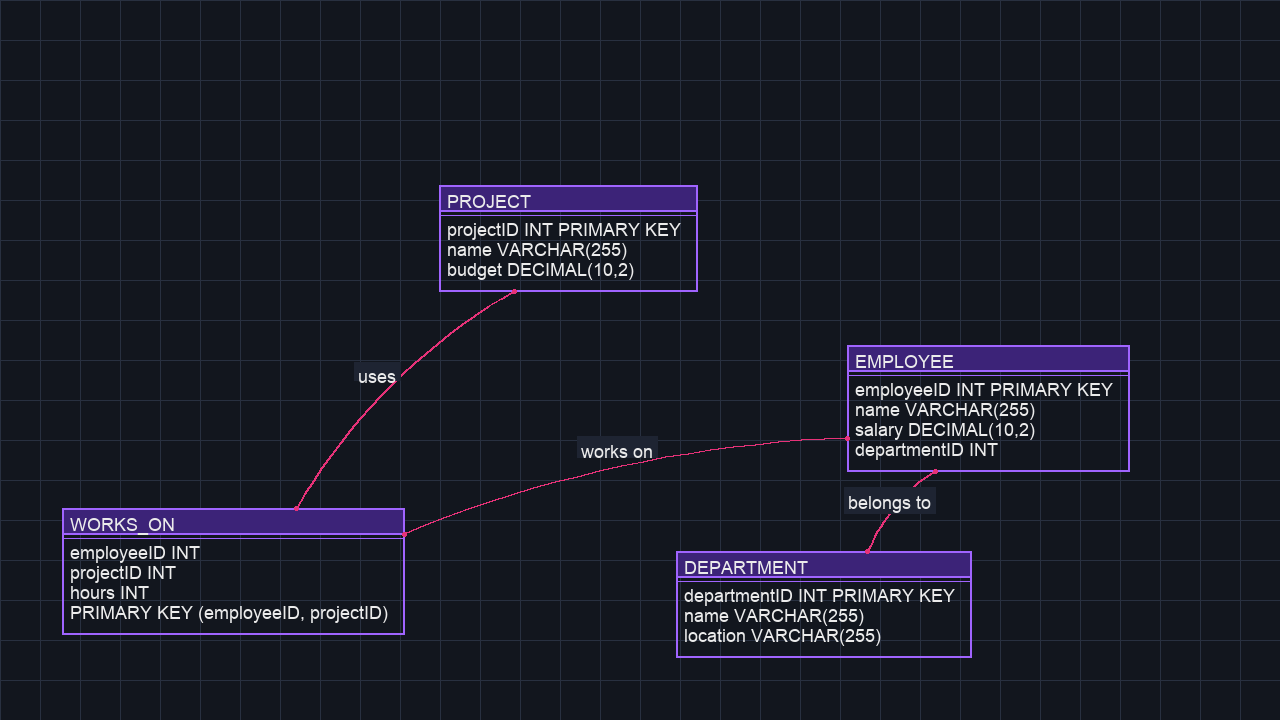 PROJECT
projectID INT PRIMARY KEY
name VARCHAR(255)
budget DECIMAL(10,2)
uses
EMPLOYEE
employeeID INT PRIMARY KEY
name VARCHAR(255)
salary DECIMAL(10,2)
departmentID INT
works on
belongs to
WORKS_ON
employeeID INT
projectID INT
hours INT
PRIMARY KEY (employeeID, projectID)
DEPARTMENT
departmentID INT PRIMARY KEY
name VARCHAR(255)
location VARCHAR(255)